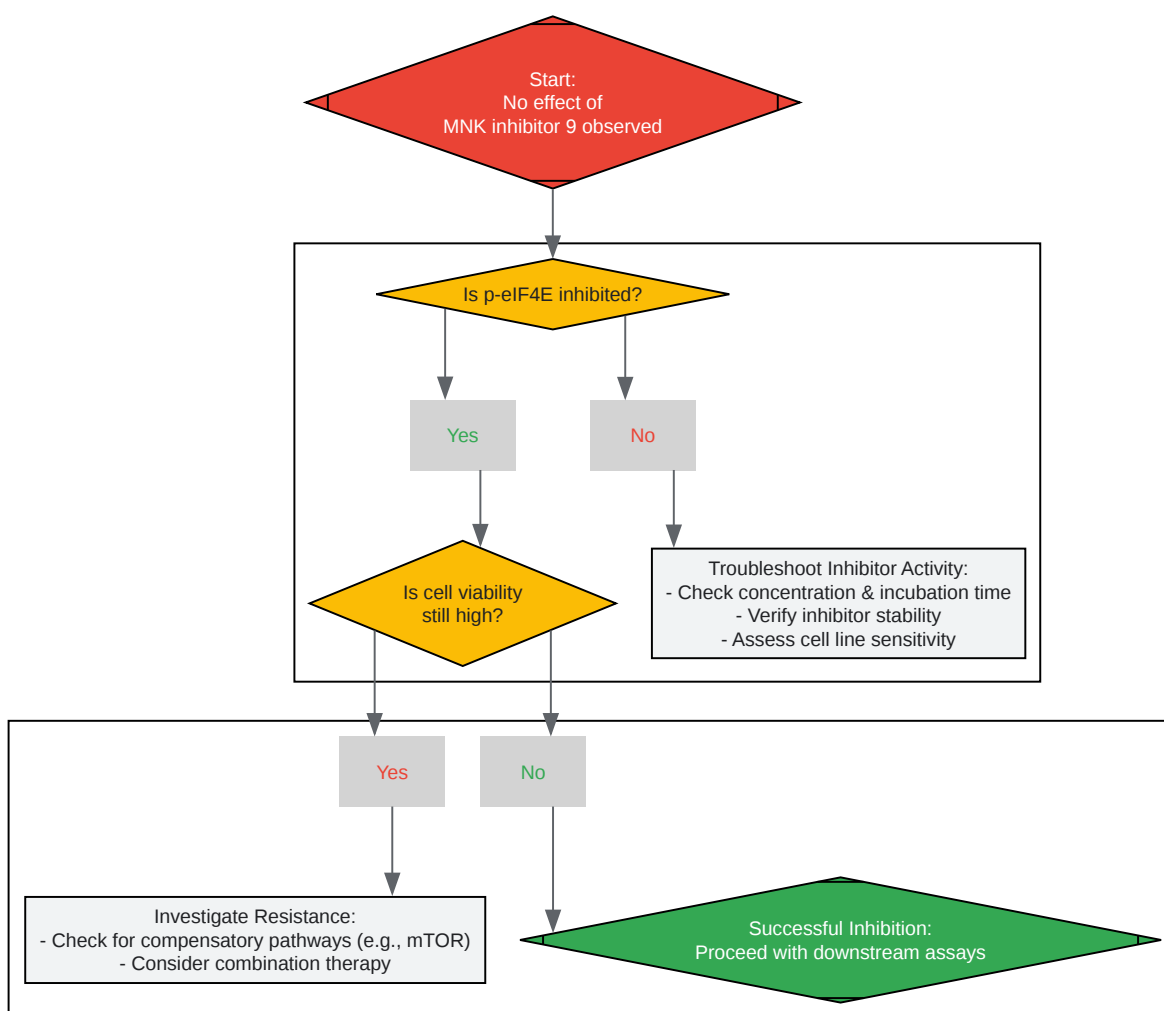 Start:
No effect of
MNK inhibitor 9 observed
Is p-eIF4E inhibited?
Yes
No
Is cell viability
still high?
Troubleshoot Inhibitor Activity:
- Check concentration & incubation time
- Verify inhibitor stability
- Assess cell line sensitivity
Yes
No
Investigate Resistance:
- Check for compensatory pathways (e.g., mTOR)
- Consider combination therapy
Successful Inhibition:
Proceed with downstream assays